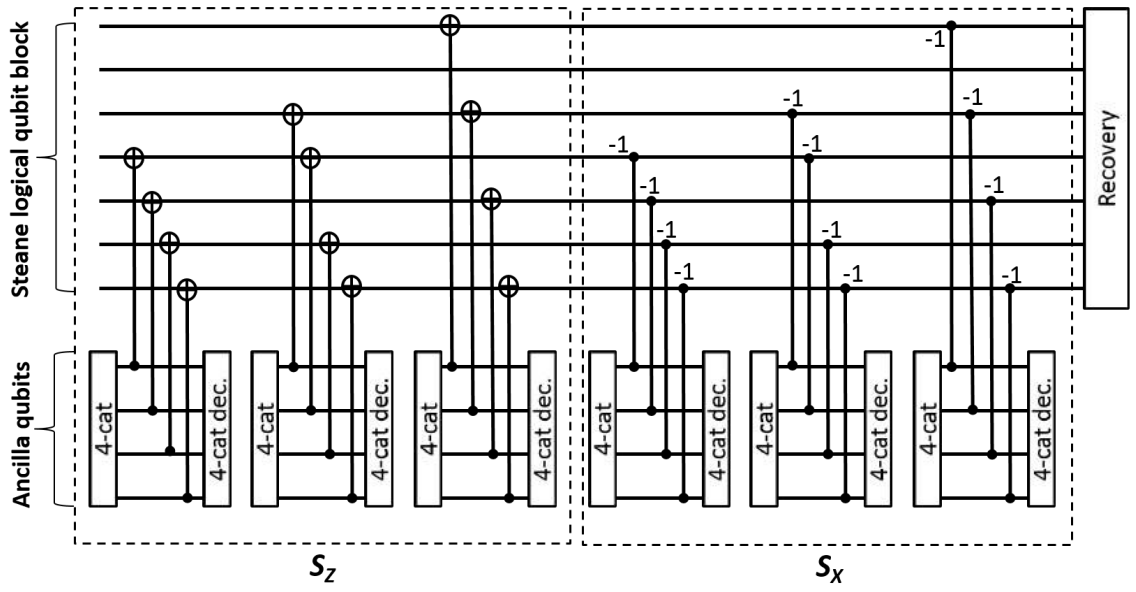 Steane logical qubit block
-1
-1
-1
-1
-1
-1
-1
-1
-1
-1
-1
-1
Recovery
Ancilla qubits
4-cat
4-cat dec.
4-cat
4-cat dec.
4-cat
4-cat dec.
4-cat
4-cat dec.
4-cat
4-cat dec.
4-cat
4-cat dec.
SZ
SX